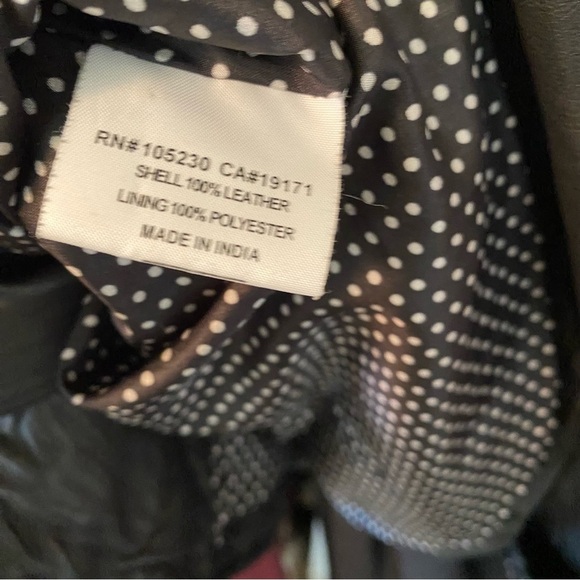 RN#105230 CA#19171
SHELL 100% LEATHER
LINING 100% POLYESTER
MADE IN INDIA